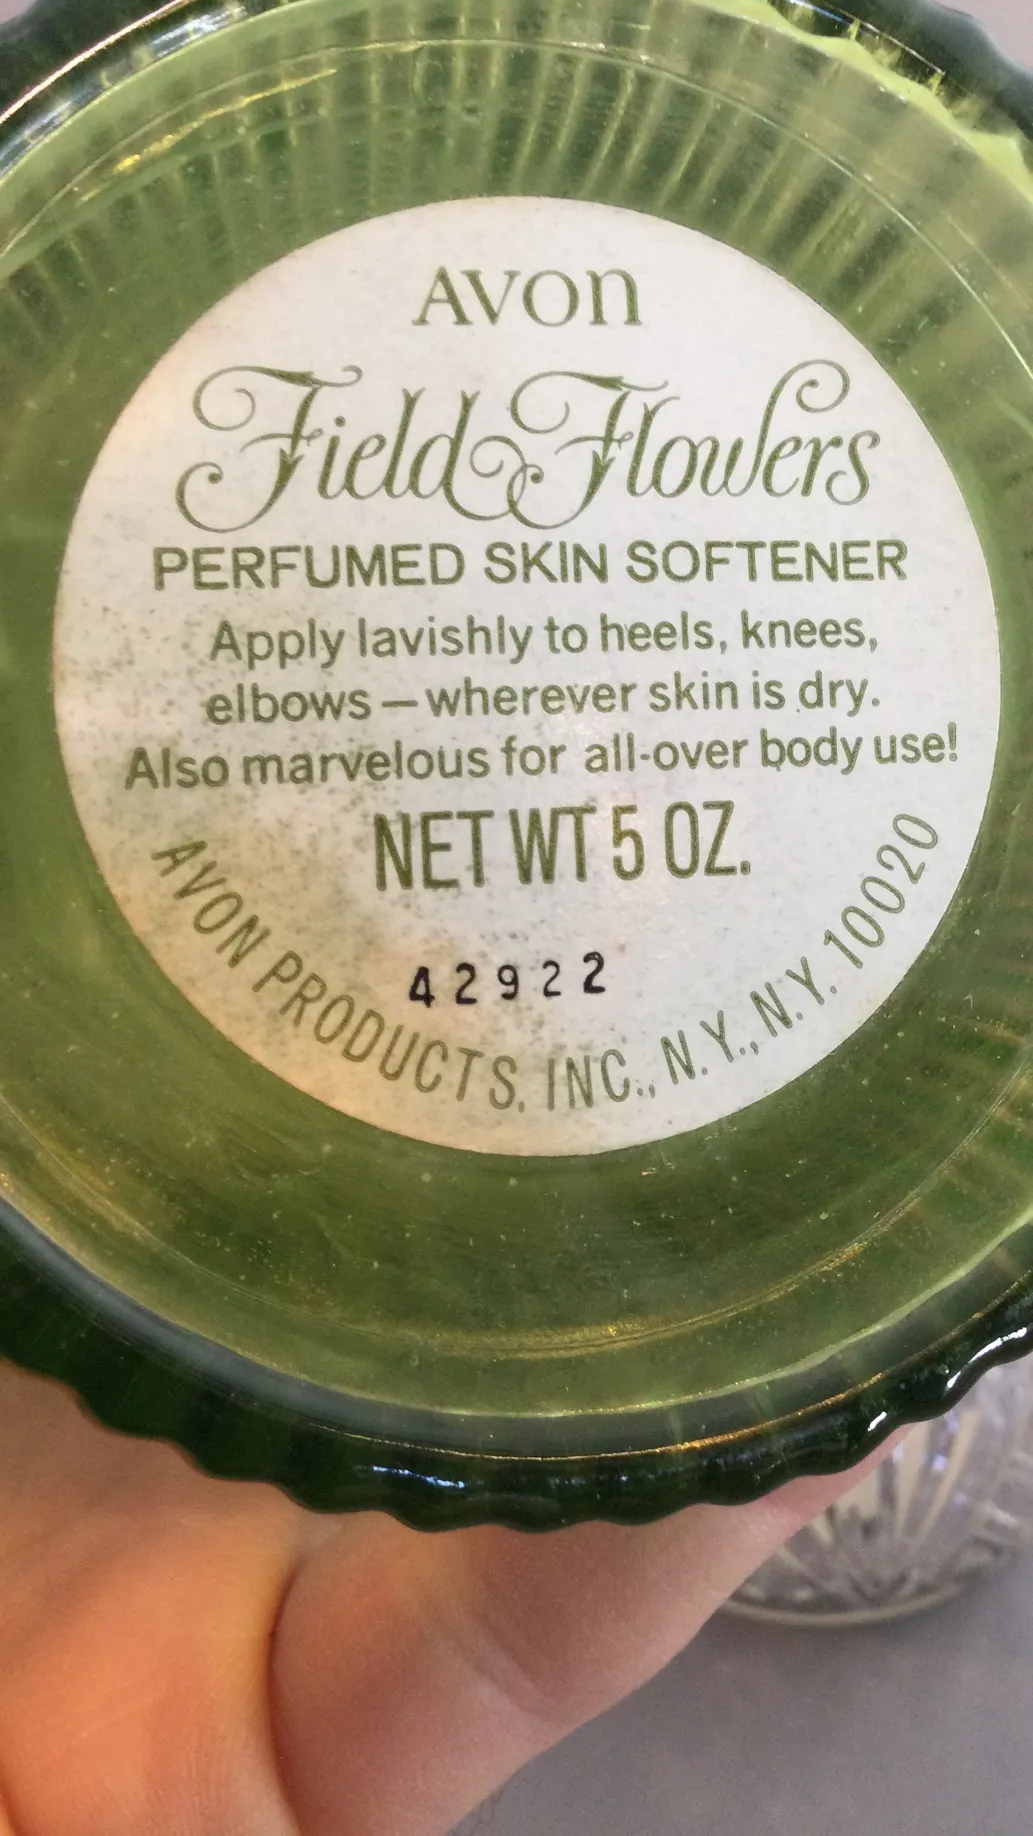 AVON
Field Flowers
PERFUMED SKIN SOFTENER
Apply lavishly to heels, knees,
elbows – wherever skin is dry.
Also marvelous for all-over body use!
NET WT 5 OZ.
42922
AVON PRODUCTS, INC., N.Y., N.Y. 10020